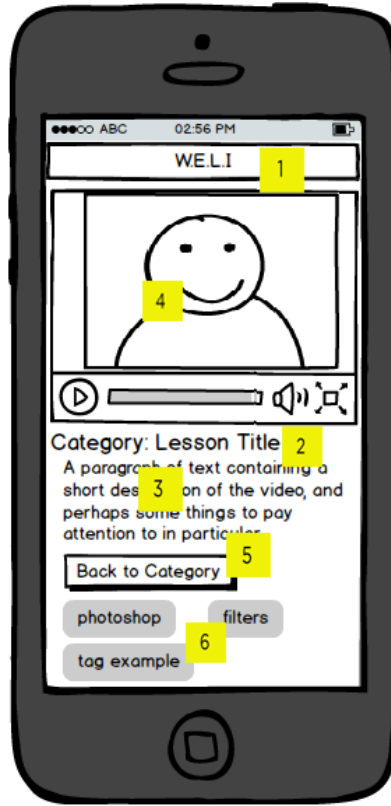 ABC 02:56 PM
W.E.L.I
1
4
Category: Lesson Title
2
A paragraph of text containing a
3
short des on of the video, and
perhaps some things to pay
attention to in particular
5
Back to Category
photoshop filters
6
tag example